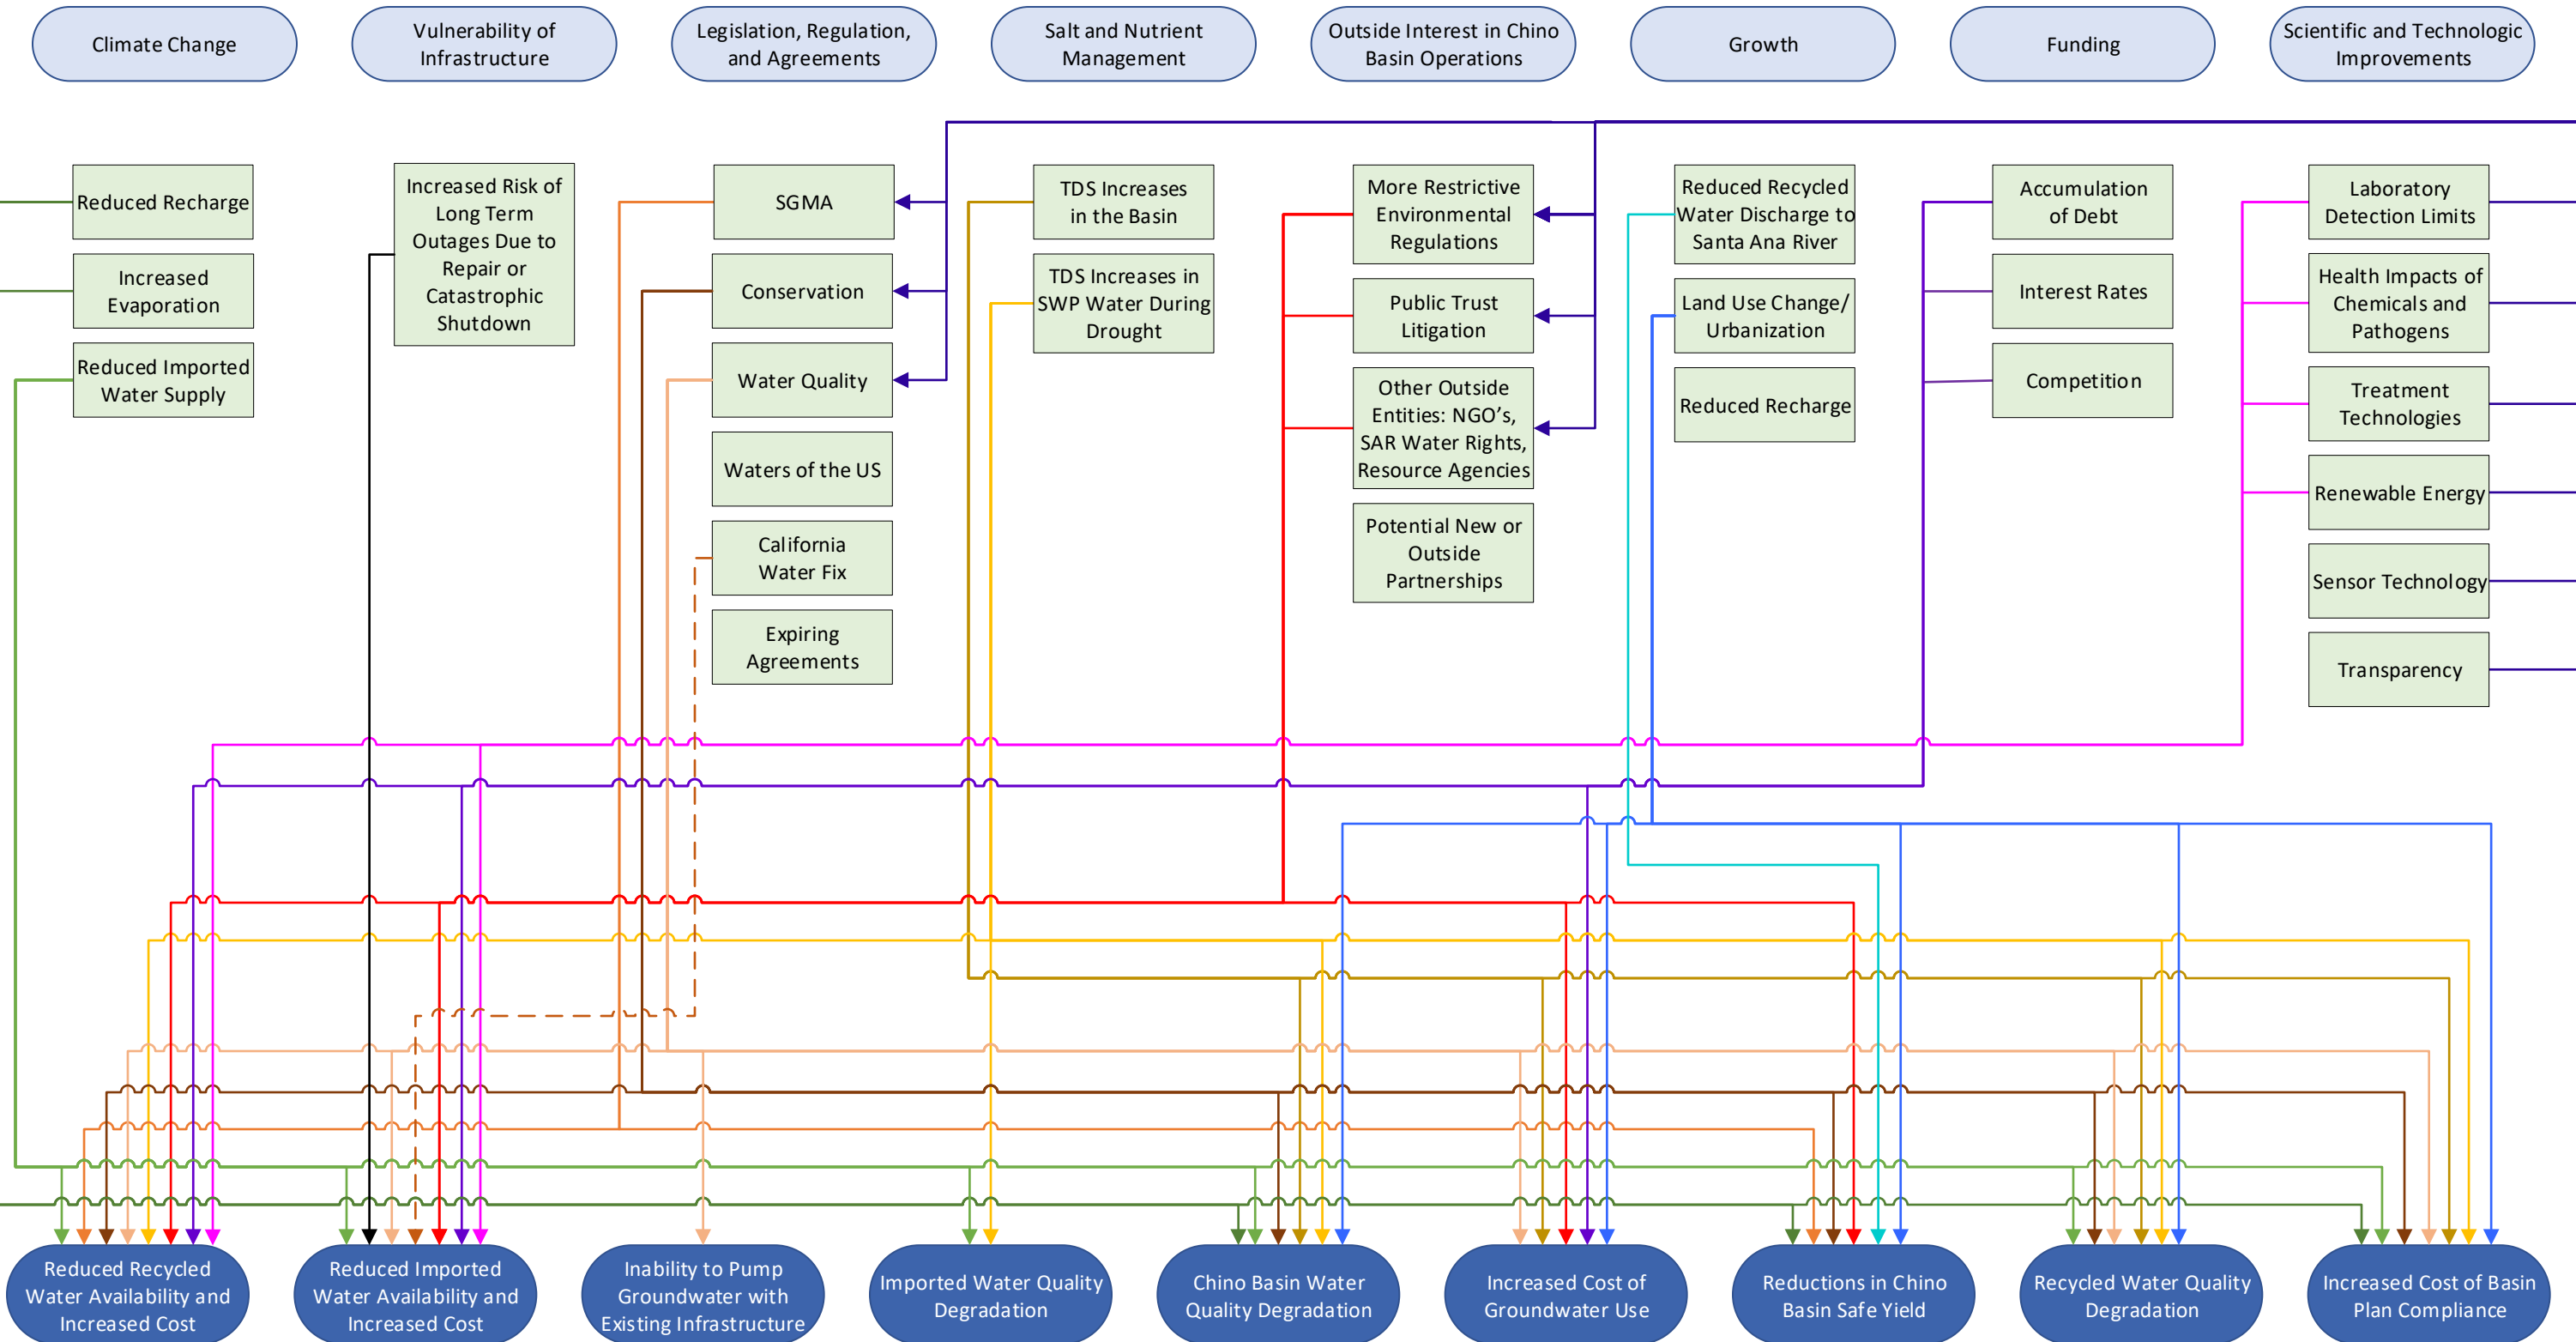 Climate Change
Vulnerability of
Infrastructure
Legislation, Regulation,
and Agreements
Salt and Nutrient
Management
Outside Interest in Chino
Basin Operations
Growth
Funding
Scientific and Technologic
Improvements
Reduced Recharge
Increased
Evaporation
Reduced Imported
Water Supply
Increased Risk of
Long Term
Outages Due to
Repair or
Catastrophic
Shutdown
SGMA
Conservation
Water Quality
Waters of the US
California
Water Fix
Expiring
Agreements
TDS Increases
in the Basin
TDS Increases in
SWP Water During
Drought
More Restrictive
Environmental
Regulations
Public Trust
Litigation
Other Outside
Entities: NGO’s,
SAR Water Rights,
Resource Agencies
Potential New or
Outside
Partnerships
Reduced Recycled
Water Discharge to
Santa Ana River
Land Use Change/
Urbanization
Reduced Recharge
Accumulation
of Debt
Interest Rates
Competition
Laboratory
Detection Limits
Health Impacts of
Chemicals and
Pathogens
Treatment
Technologies
Renewable Energy
Sensor Technology
Transparency
Reduced Recycled
Water Availability and
Increased Cost
Reduced Imported
Water Availability and
Increased Cost
Inability to Pump
Groundwater with
Existing Infrastructure
Imported Water Quality
Degradation
Chino Basin Water
Quality Degradation
Increased Cost of
Groundwater Use
Reductions in Chino
Basin Safe Yield
Recycled Water Quality
Degradation
Increased Cost of Basin
Plan Compliance